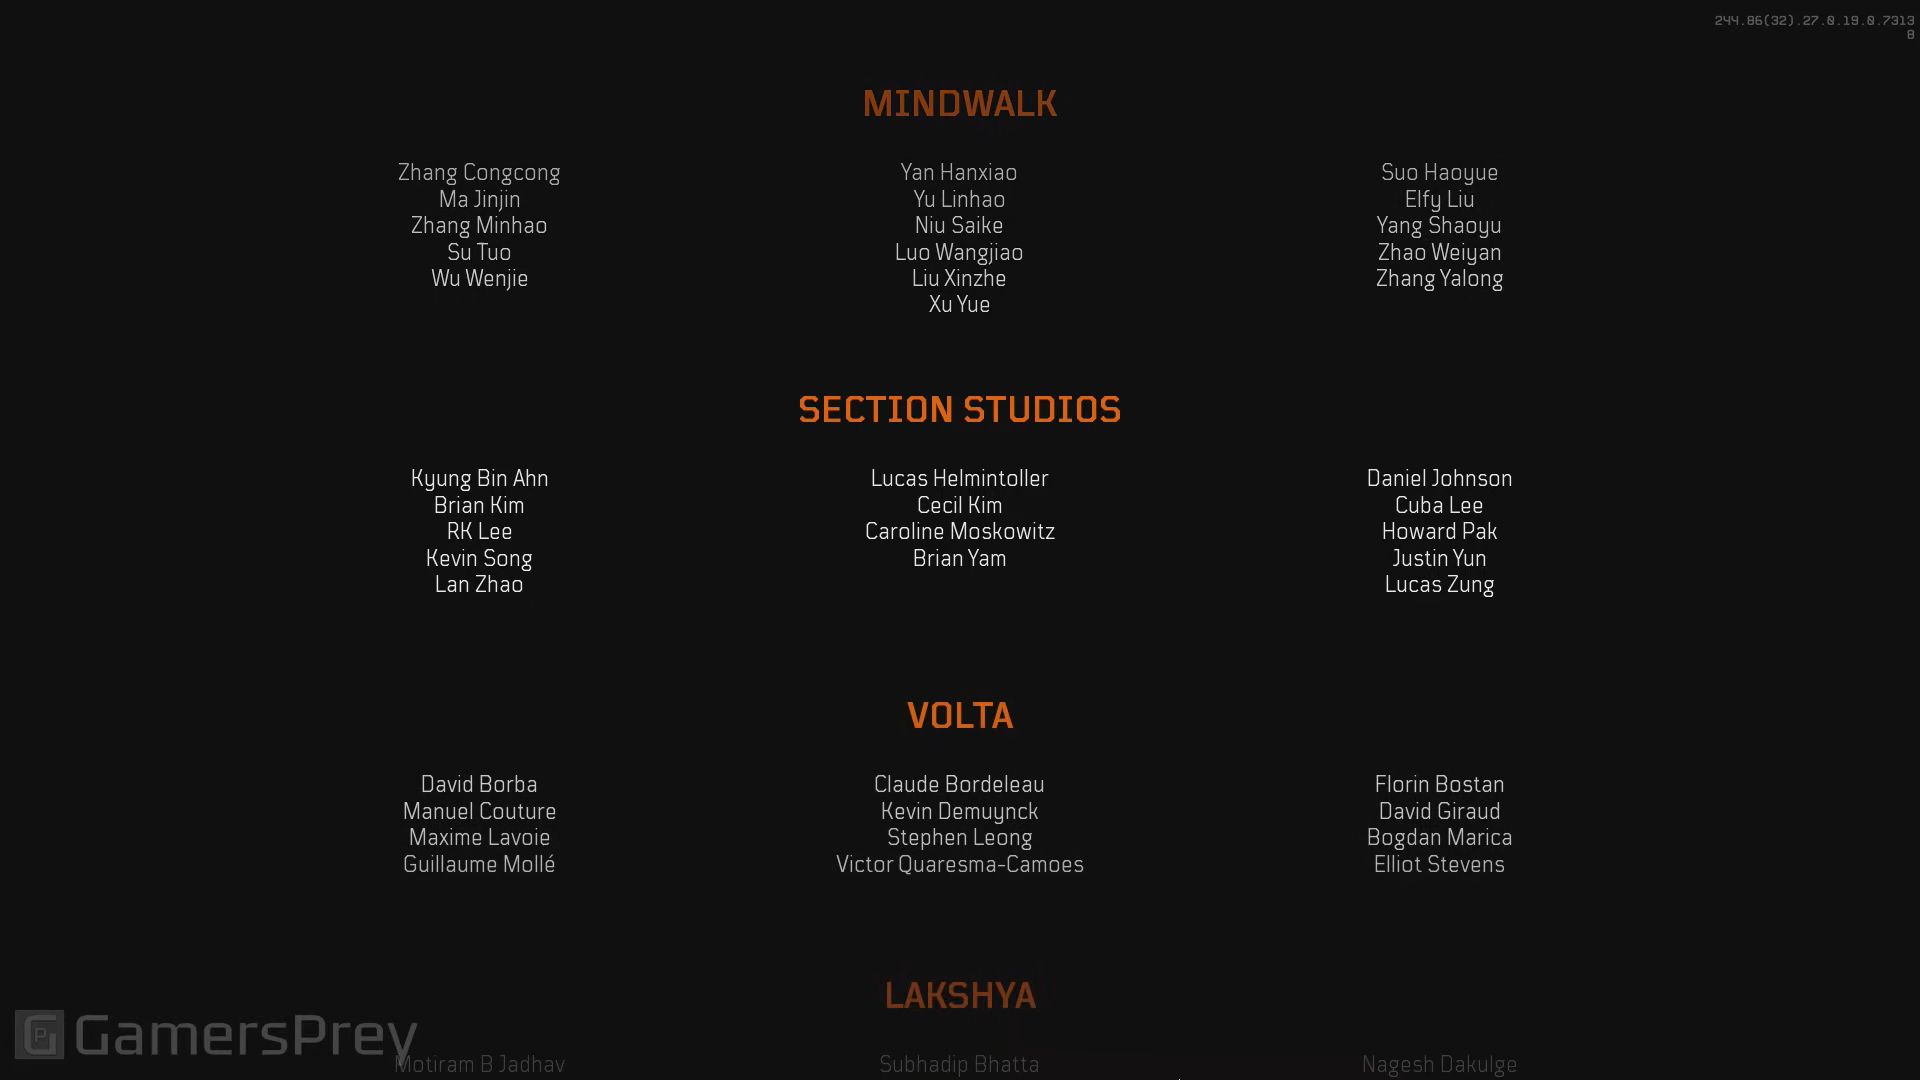 244.86(32).27.0.19.0.7313
8
MINDWALK
Zhang Congcong Yan Hanxiao Suo Haoyue
Ma Jinjin Yu Linhao Elfy Liu
Zhang Minhao Niu Saike Yang Shaoyu
Su Tuo Luo Wangjiao Zhao Weiyan
Wu Wenjie Liu Xinzhe Zhang Yalong
Xu Yue
SECTION STUDIOS
Kyung Bin Ahn Lucas Helmintoller Daniel Johnson
Brian Kim Cecil Kim Cuba Lee
RK Lee Caroline Moskowitz Howard Pak
Kevin Song Brian Yam Justin Yun
Lan Zhao Lucas Zung
VOLTA
David Borba Claude Bordeleau Florin Bostan
Manuel Couture Kevin Demuynck David Giraud
Maxime Lavoie Stephen Leong Bogdan Marica
Guillaume Mollé Victor Quaresma-Camoes Elliot Stevens
LAKSHYA
GamersPrey
Motiram B Jadhav Subhadip Bhatta Nagesh Dakulge